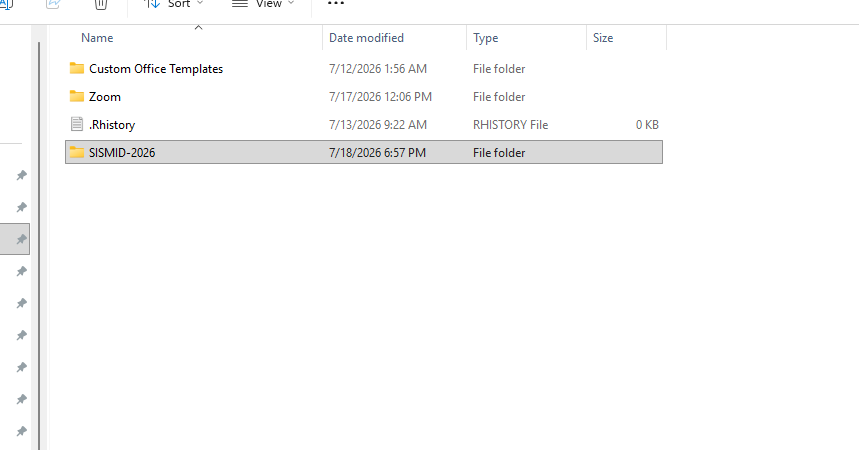 Sort View ...
Name Date modified Type Size
Custom Office Templates 7/12/2026 1:56 AM File folder
Zoom 7/17/2026 12:06 PM File folder
.Rhistory 7/13/2026 9:22 AM RHISTORY File 0 KB
SISMID-2026 7/18/2026 6:57 PM File folder